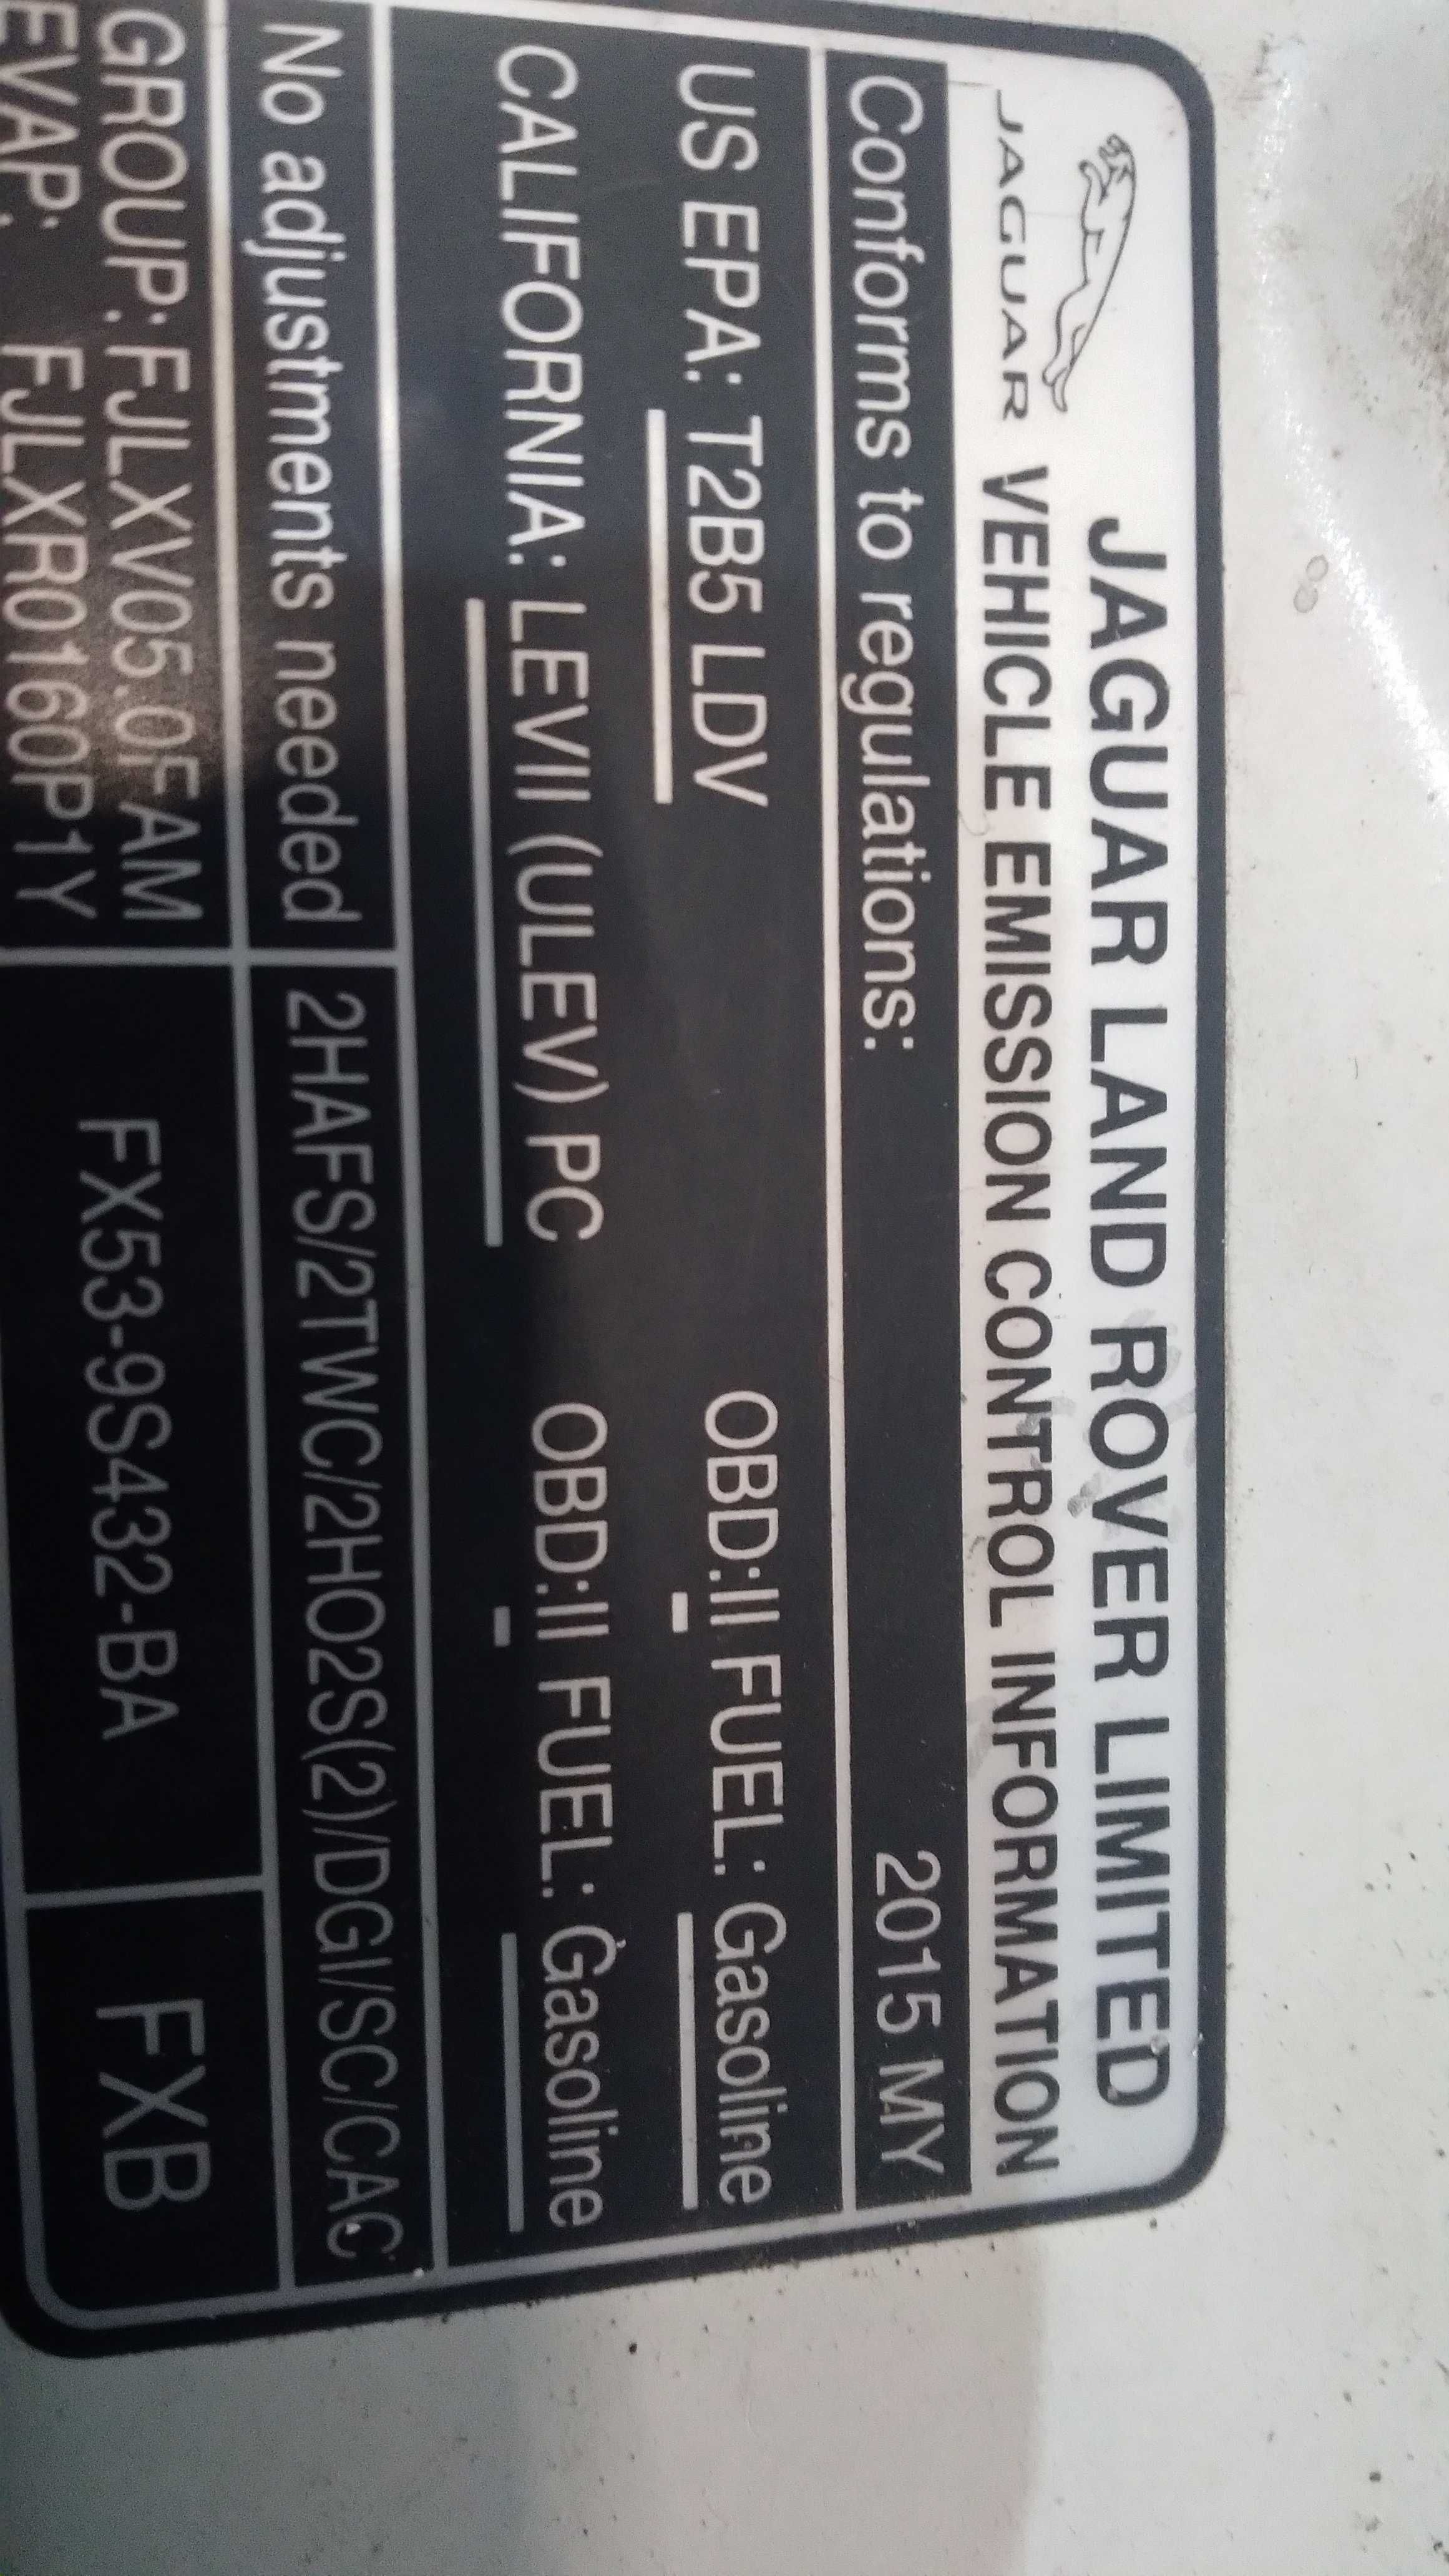 JAGUAR LAND ROVER LIMITED
JAGUAR VEHICLE EMISSION CONTROL INFORMATION
Conforms to regulations: 2015 MY
US EPA: T2B5 LDV OBD:II FUEL: Gasoline
CALIFORNIA: LEVII (ULEV) PC OBD:II FUEL: Gasoline
No adjustments needed 2HAFS/2TWC/2HO2S(2)/DGI/SC/CAC
GROUP: FJLXV05.0FAM FX53-9S432-BA FXB
EVAP: FJLXR0160P1Y